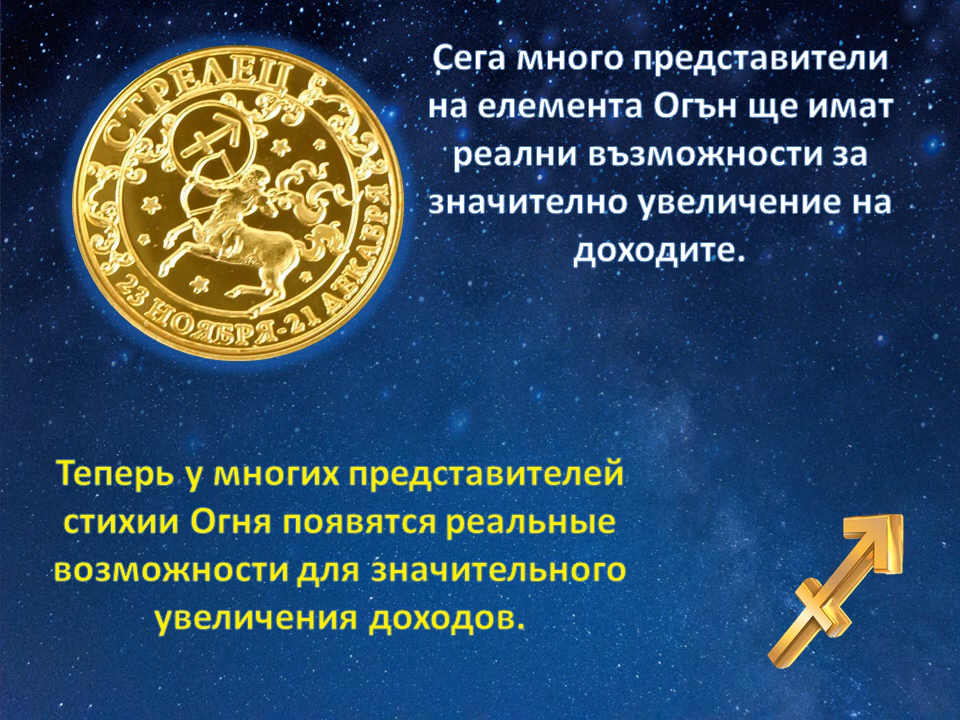 СТРЕЛЕЦ
23 НОЯБРЯ-21 ДЕКАБРЯ
Сега много представители
на елемента Огън ще имат
реални възможности за
значително увеличение на
доходите.
Теперь у многих представителей
стихии Огня появятся реальные
возможности для значительного
увеличения доходов.